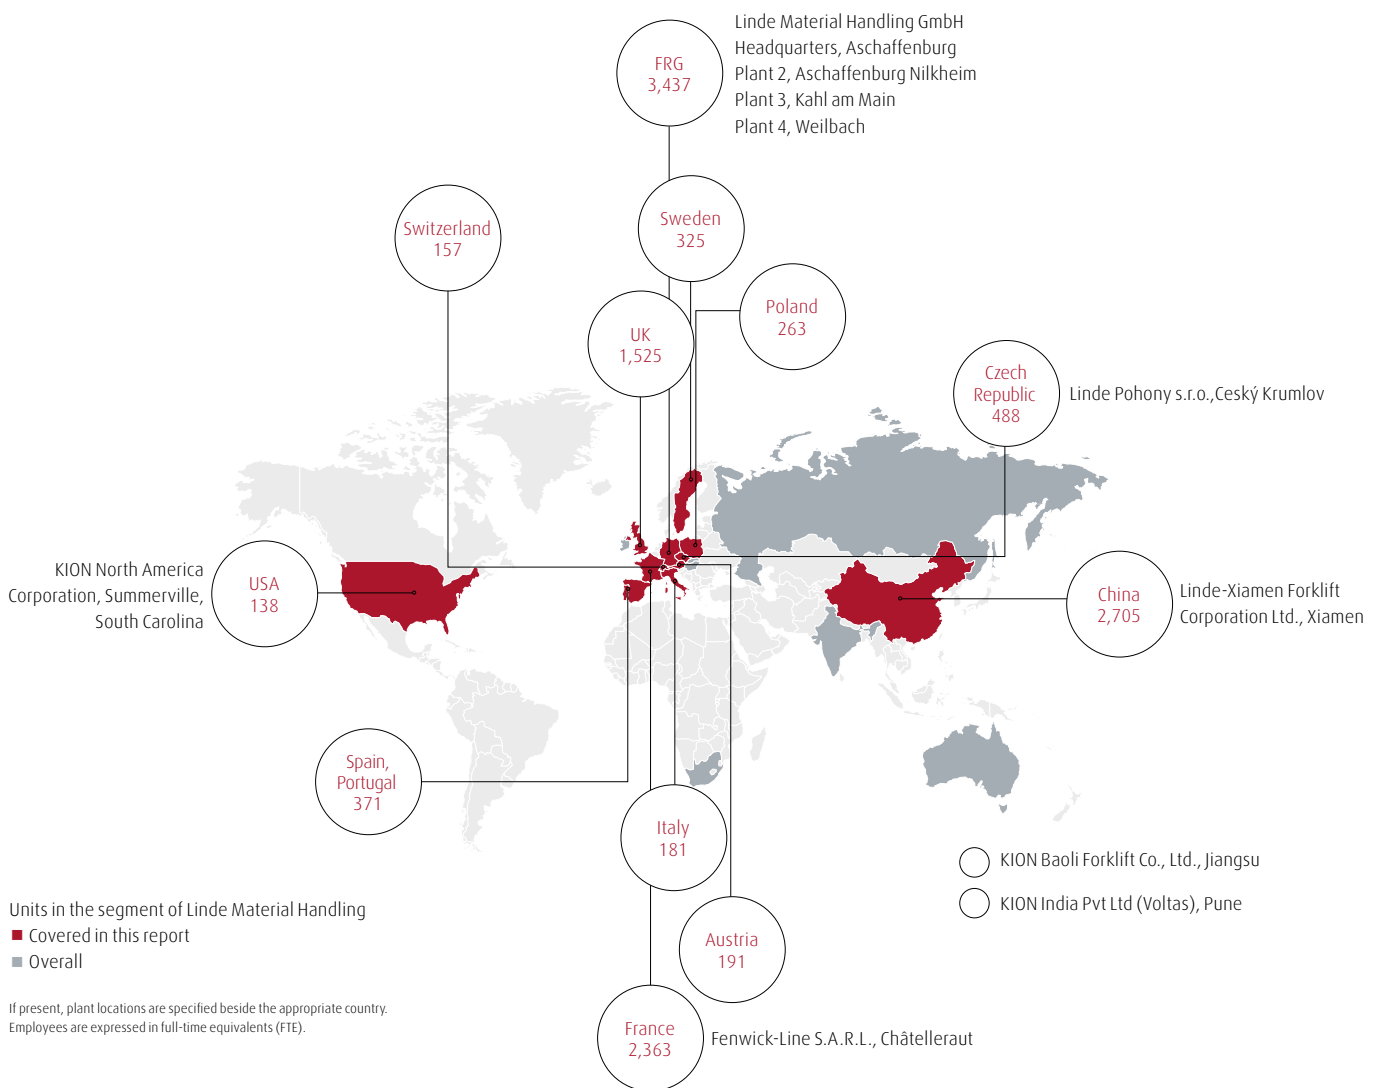 Linde Material Handling GmbH
Headquarters, Aschaffenburg
Plant 2, Aschaffenburg Nilkheim
Plant 3, Kahl am Main
Plant 4, Weilbach
FRG
3,437
Switzerland
157
Sweden
325
Poland
263
UK
1,525
Czech
Republic
488
Linde Pohony s.r.o.,Ceský Krumlov
KION North America
Corporation, Summerville,
South Carolina
USA
138
China
2,705
Linde-Xiamen Forklift
Corporation Ltd., Xiamen
Spain,
Portugal
371
Italy
181
KION Baoli Forklift Co., Ltd., Jiangsu
KION India Pvt Ltd (Voltas), Pune
Units in the segment of Linde Material Handling
Covered in this report
Overall
Austria
191
If present, plant locations are specified beside the appropriate country.
Employees are expressed in full-time equivalents (FTE).
France
2,363
Fenwick-Line S.A.R.L., Châtelleraut